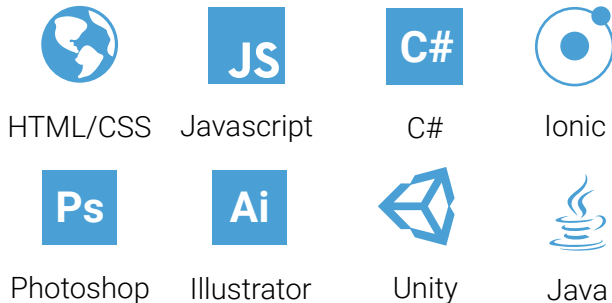 JS C#
HTML/CSS Javascript C# Ionic
Ps Ai
Photoshop Illustrator Unity Java